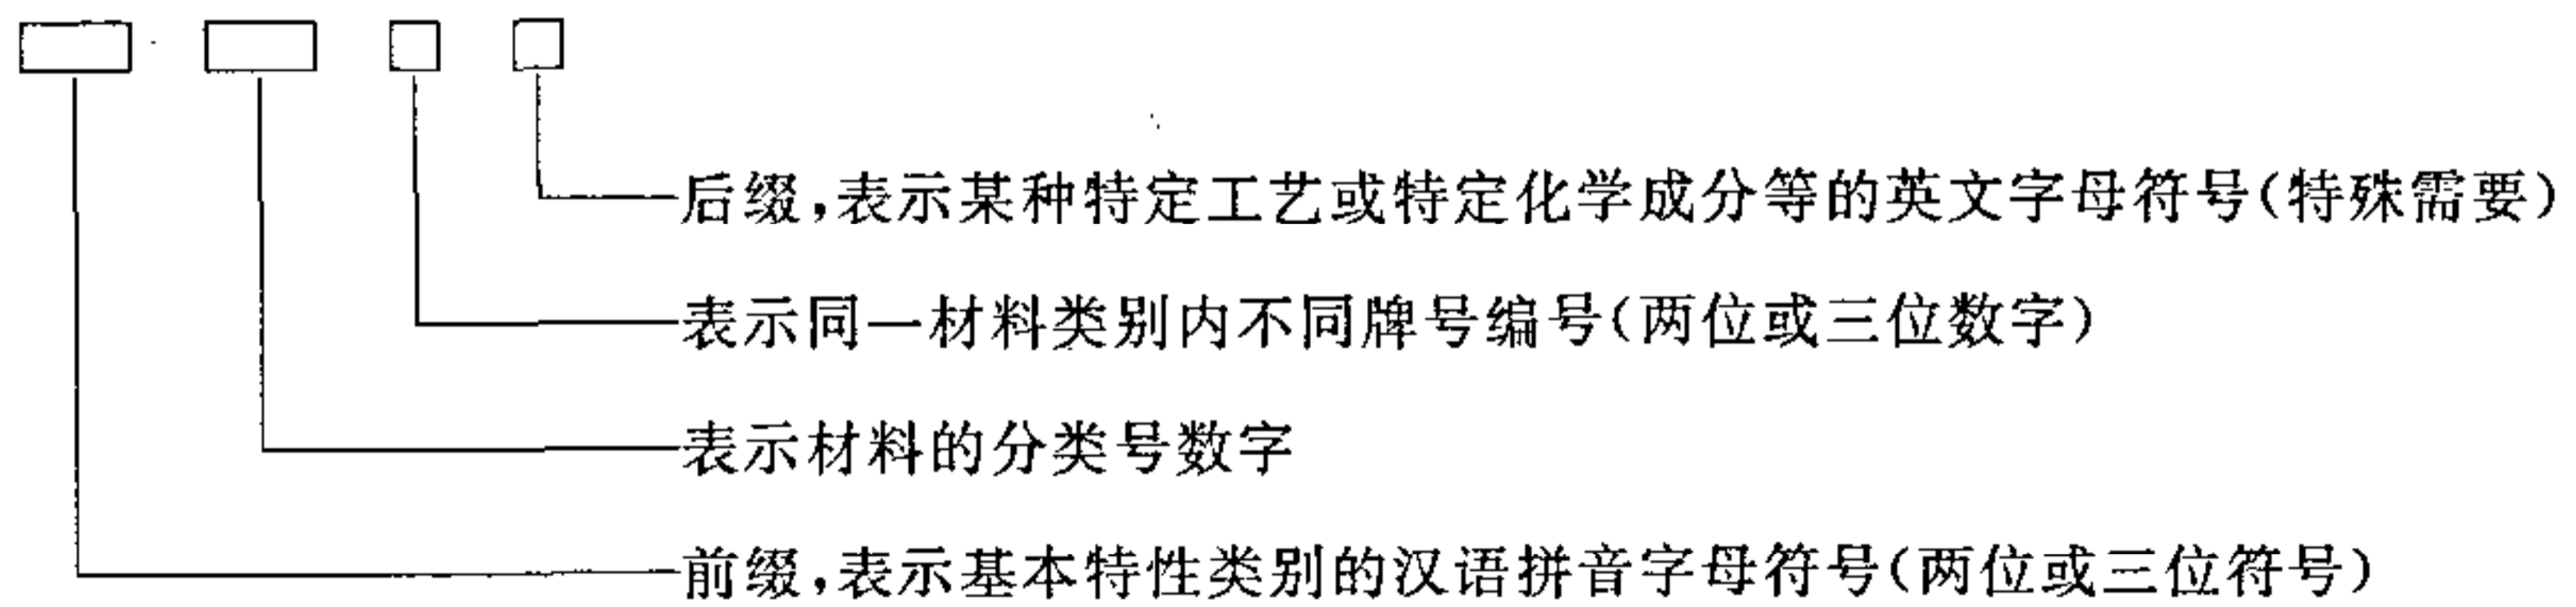 后缀,表示某种特定工艺或特定化学成分等的英文字母符号(特殊需要)
表示同一材料类别内不同牌号编号(两位或三位数字)
表示材料的分类号数字
前缀,表示基本特性类别的汉语拼音字母符号(两位或三位符号)